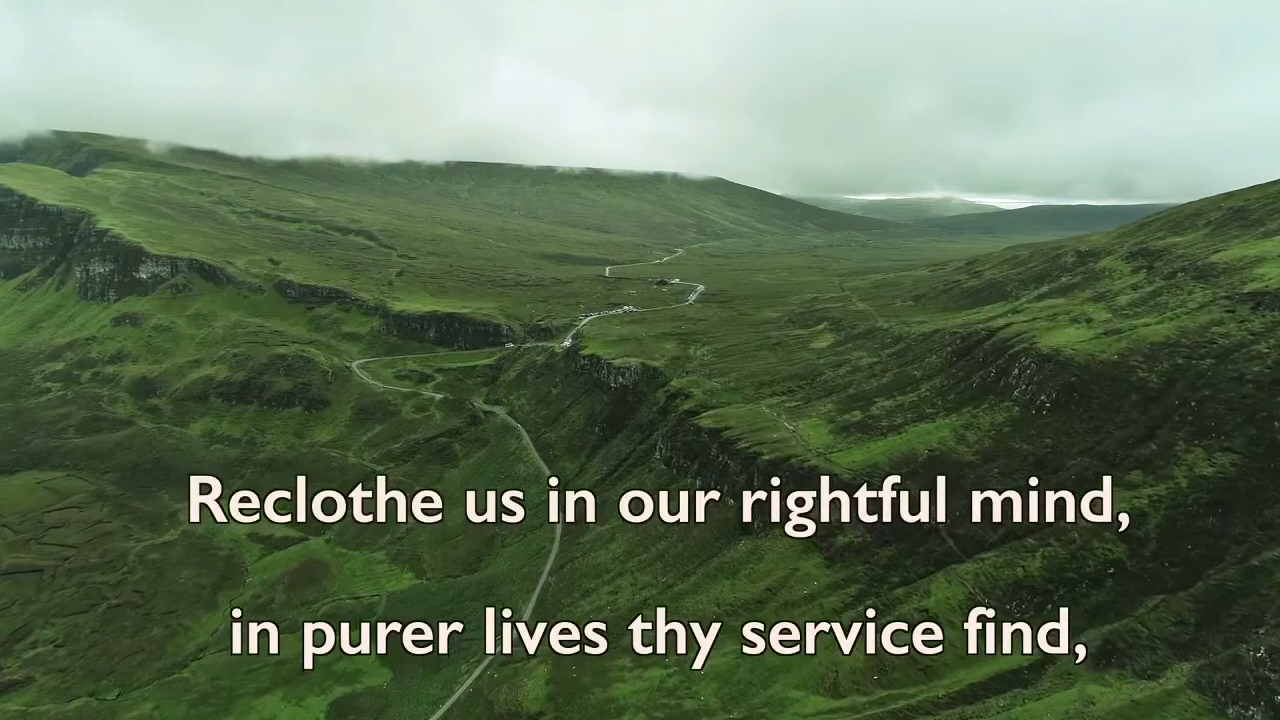 Reclothe us in our rightful mind,
in purer lives thy service find,